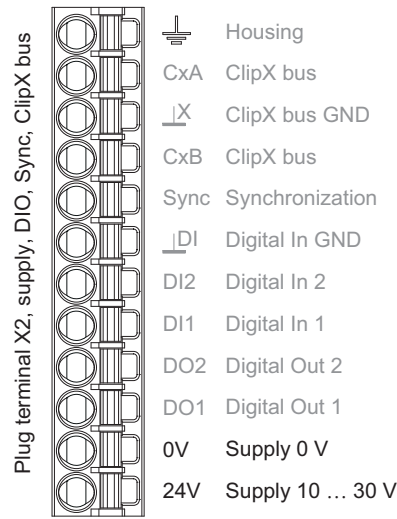 Plug terminal X2, supply, DIO, Sync, ClipX bus
Housing
CxA ClipX bus
X ClipX bus GND
CxB ClipX bus
Sync Synchronization
DI Digital In GND
DI2 Digital In 2
DI1 Digital In 1
DO2 Digital Out 2
DO1 Digital Out 1
0V Supply 0 V
24V Supply 10 … 30 V